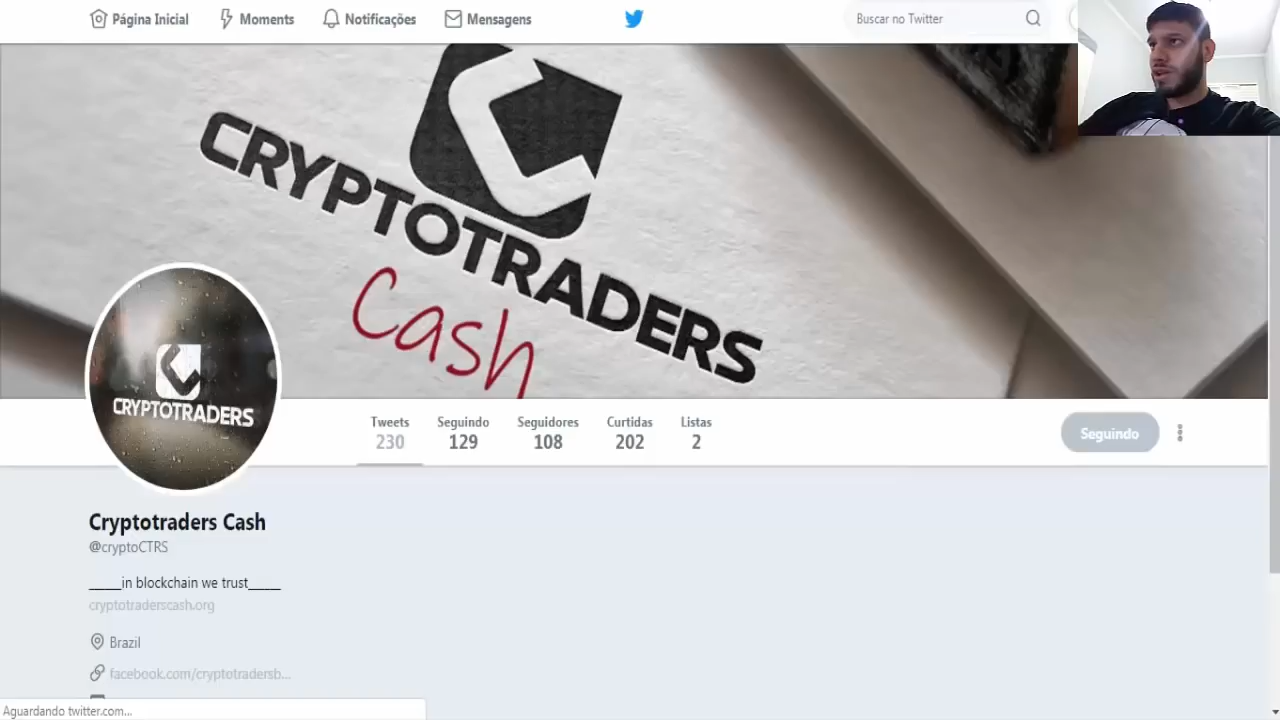 Página Inicial
Moments
Notificações
Mensagens
Buscar no Twitter
CRYPTOTRADERS
Cash
CRYPTOTRADERS
Tweets
230
Seguindo
129
Seguidores
108
Curtidas
202
Listas
2
Seguindo
Cryptotraders Cash
@cryptoCTRS
_____in blockchain we trust_____
cryptotraderscash.org
Brazil
facebook.com/cryptotradersb...
Aguardando twitter.com...